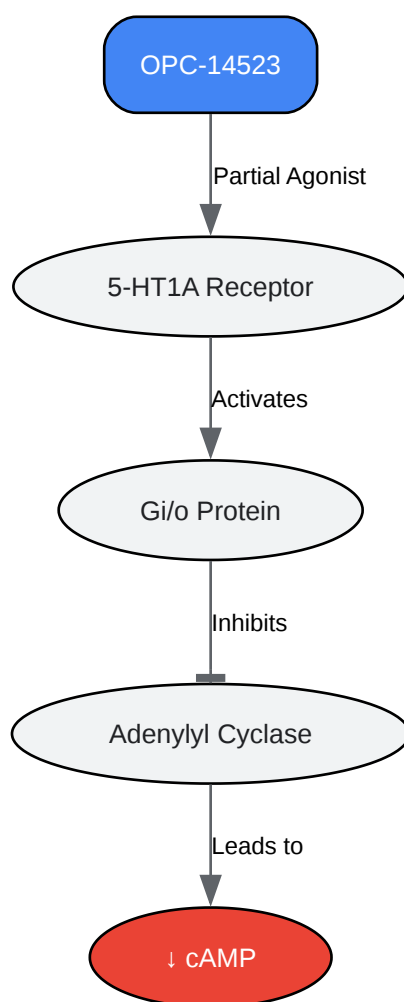 OPC-14523
Partial Agonist
5-HT1A Receptor
Activates
Gi/o Protein
Inhibits
Adenylyl Cyclase
Leads to
↓ cAMP